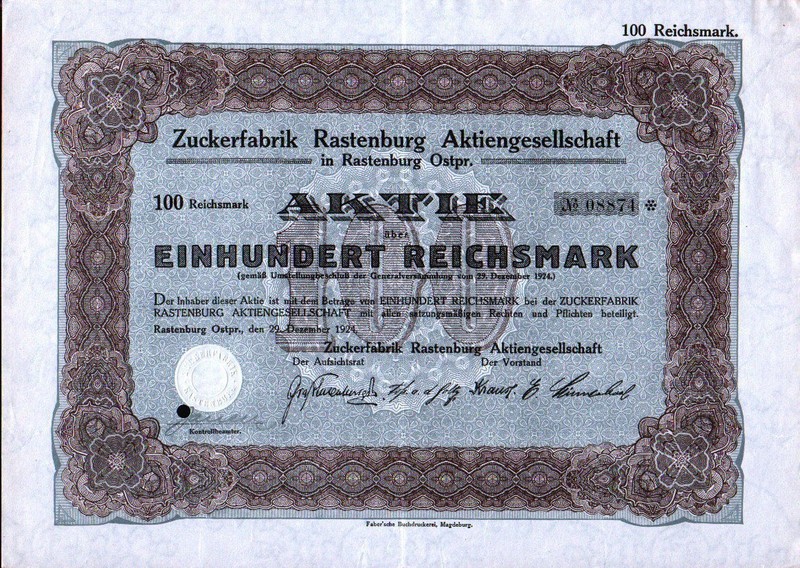 100 Reichsmark.
Zuckerfabrik Rastenburg Aktiengesellschaft
in Rastenburg Ostpr.
100 Reichsmark AKTIE № 08874 *
über
EINHUNDERT REICHSMARK
(gemäß Umstellungbeschluß der Generalversammlung vom 29. Dezember 1924.)
Der Inhaber dieser Aktie ist mit dem Betrage von EINHUNDERT REICHSMARK bei der ZUCKERFABRIK
RASTENBURG AKTIENGESELLSCHAFT mit allen satzungsmäßigen Rechten und Pflichten beteiligt.
Rastenburg Ostpr., den 29. Dezember 1924.
100
Zuckerfabrik Rastenburg Aktiengesellschaft
Der Aufsichtsrat Der Vorstand
Kontrollbeamter.
Faber'sche Buchdruckerei, Magdeburg.